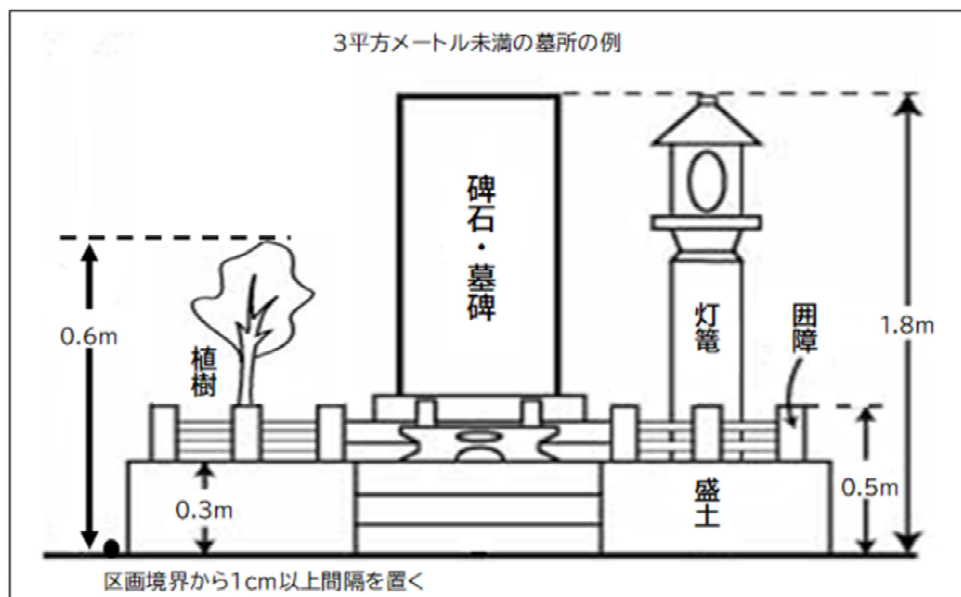 3平方メートル未満の墓所の例
碑石・墓碑
灯篭
囲障
1.8m
0.6m
植樹
0.3m
盛土
0.5m
区画境界から1cm以上間隔を置く